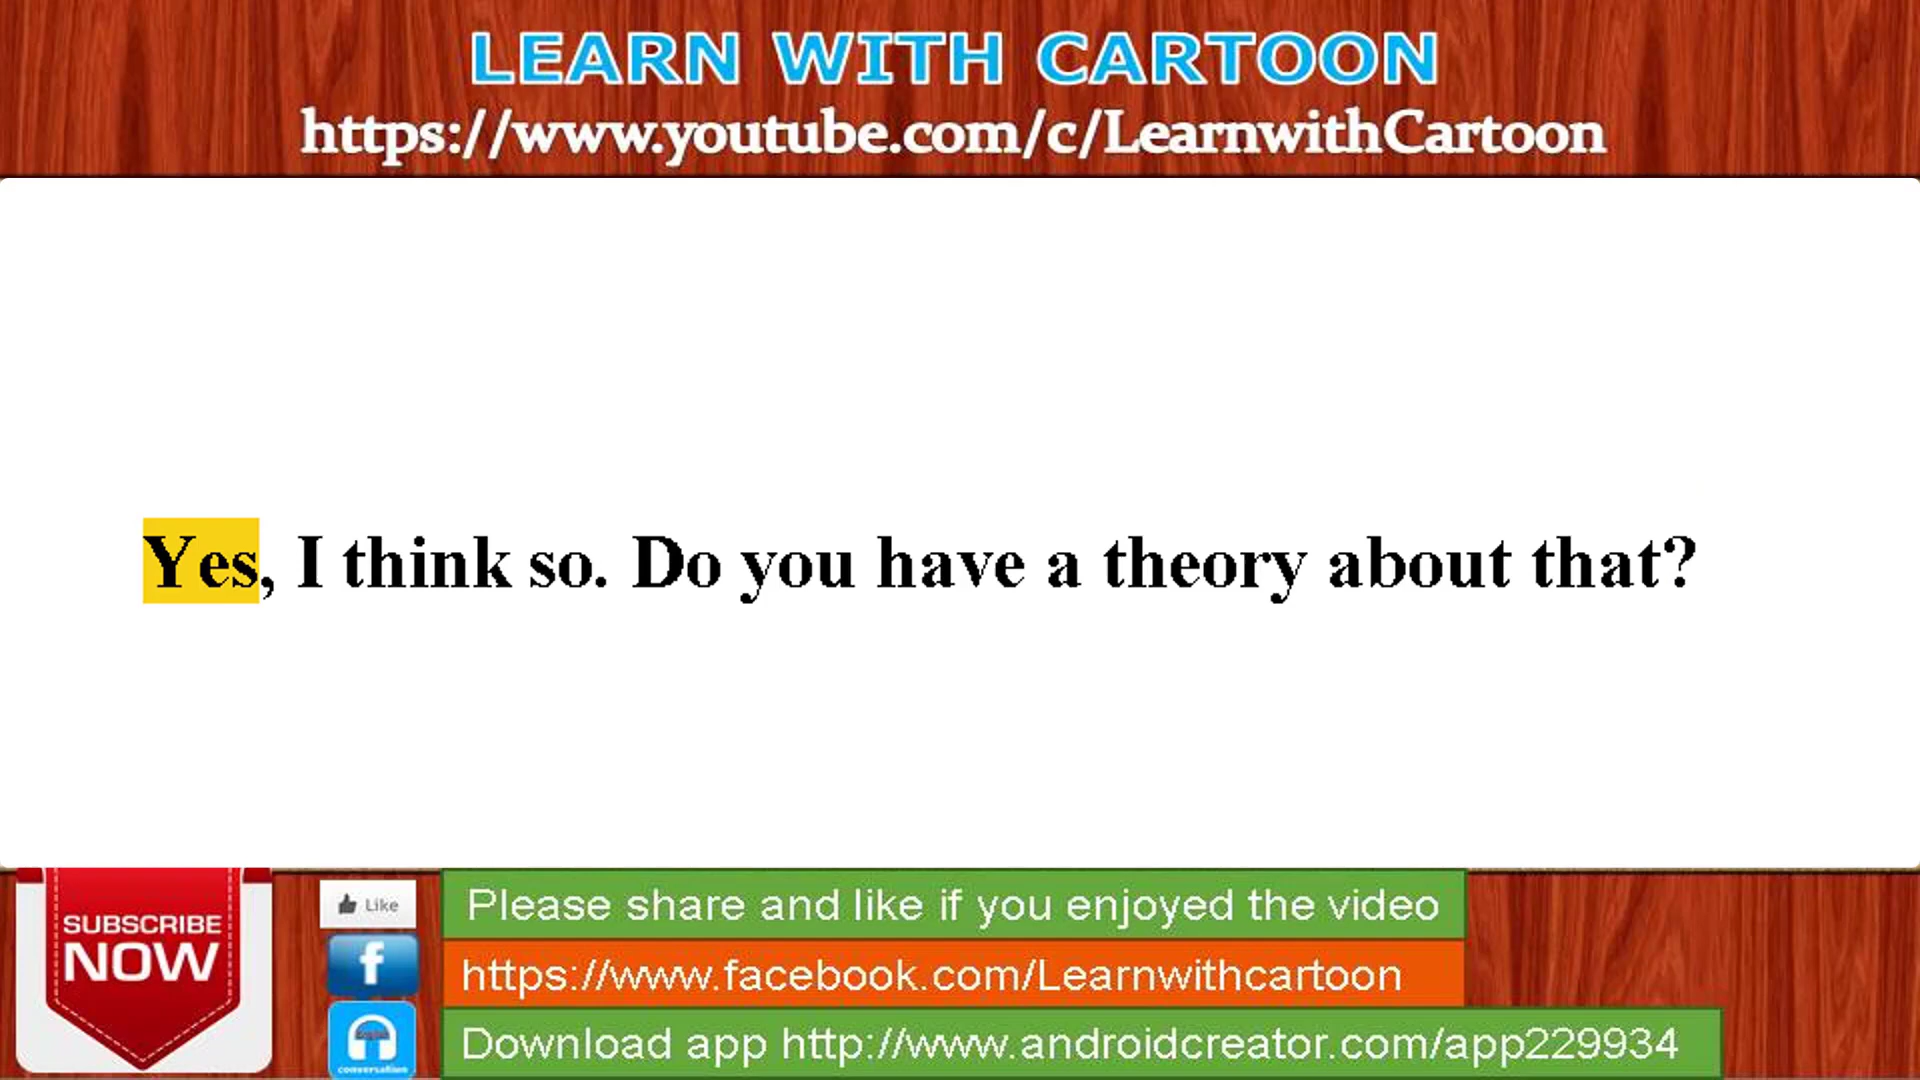 LEARN WITH CARTOON
https://www.youtube.com/c/LearnwithCartoon
Yes, I think so. Do you have a theory about that?
SUBSCRIBE
NOW
Like
Please share and like if you enjoyed the video
https://www.facebook.com/Learnwithcartoon
Download app http://www.androidcreator.com/app229934
conversation